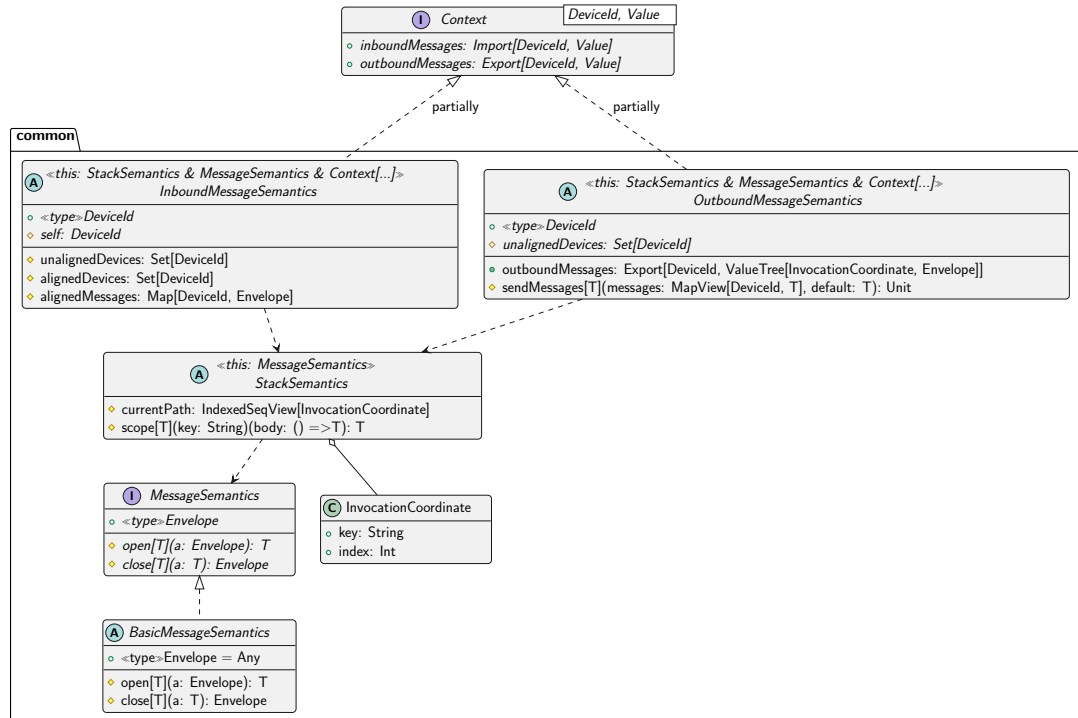 I Context
DeviceId, Value
inboundMessages: Import[DeviceId, Value]
outboundMessages: Export[DeviceId, Value]
partially
partially
common
A «this: StackSemantics & MessageSemantics & Context[...]»
InboundMessageSemantics
«type»DeviceId
self: DeviceId
unalignedDevices: Set[DeviceId]
alignedDevices: Set[DeviceId]
alignedMessages: Map[DeviceId, Envelope]
A «this: StackSemantics & MessageSemantics & Context[...]»
OutboundMessageSemantics
«type»DeviceId
unalignedDevices: Set[DeviceId]
outboundMessages: Export[DeviceId, ValueTree[InvocationCoordinate, Envelope]]
sendMessages[T](messages: MapView[DeviceId, T], default: T): Unit
A «this: MessageSemantics»
StackSemantics
currentPath: IndexedSeqView[InvocationCoordinate]
scope[T](key: String)(body: () =>T): T
I MessageSemantics
«type»Envelope
open[T](a: Envelope): T
close[T](a: T): Envelope
C InvocationCoordinate
key: String
index: Int
A BasicMessageSemantics
«type»Envelope = Any
open[T](a: Envelope): T
close[T](a: T): Envelope